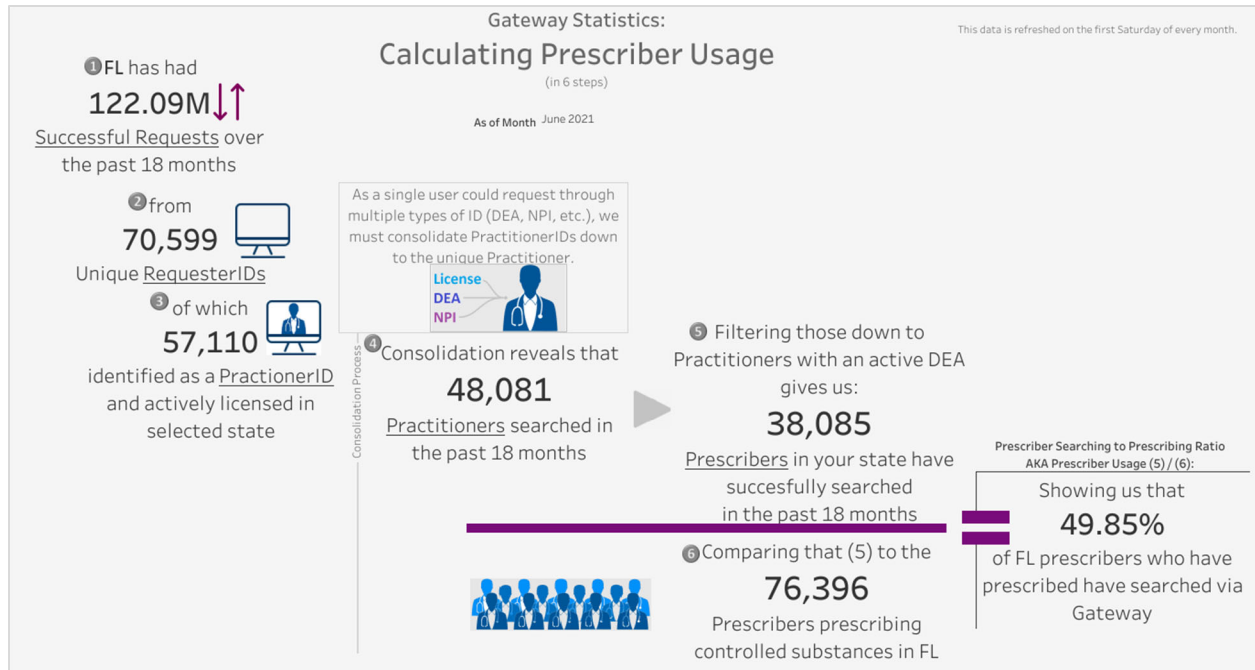 Gateway Statistics:
Calculating Prescriber Usage
(in 6 steps)
As of Month June 2021
This data is refreshed on the first Saturday of every month.
1 FL has had
122.09M
Successful Requests over
the past 18 months
2 from
70,599
Unique RequesterIDs
3 of which
57,110
identified as a PractionerID
and actively licensed in
selected state
As a single user could request through
multiple types of ID (DEA, NPI, etc.), we
must consolidate PractitionerIDs down
to the unique Practitioner.
License
DEA
NPI
Consolidation Process
4 Consolidation reveals that
48,081
Practitioners searched in
the past 18 months
5 Filtering those down to
Practitioners with an active DEA
gives us:
38,085
Prescribers in your state have
succesfully searched
in the past 18 months
6 Comparing that (5) to the
76,396
Prescribers prescribing
controlled substances in FL
Prescriber Searching to Prescribing Ratio
AKA Prescriber Usage (5) / (6):
Showing us that
49.85%
of FL prescribers who have
prescribed have searched via
Gateway